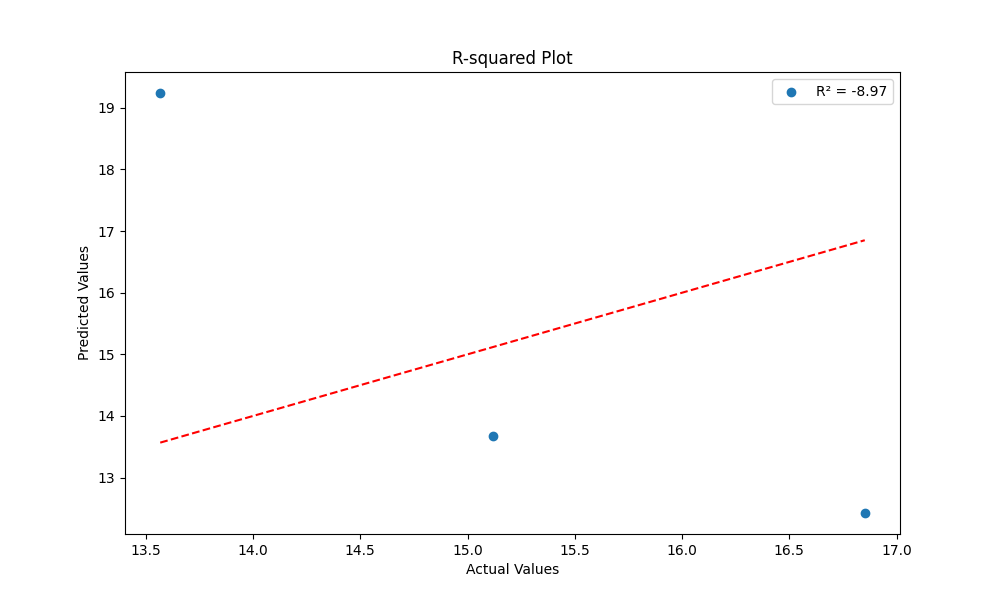 R-squared Plot
R² = -8.97
Predicted Values
19
18
17
16
15
14
13
13.5 14.0 14.5 15.0 15.5 16.0 16.5 17.0
Actual Values